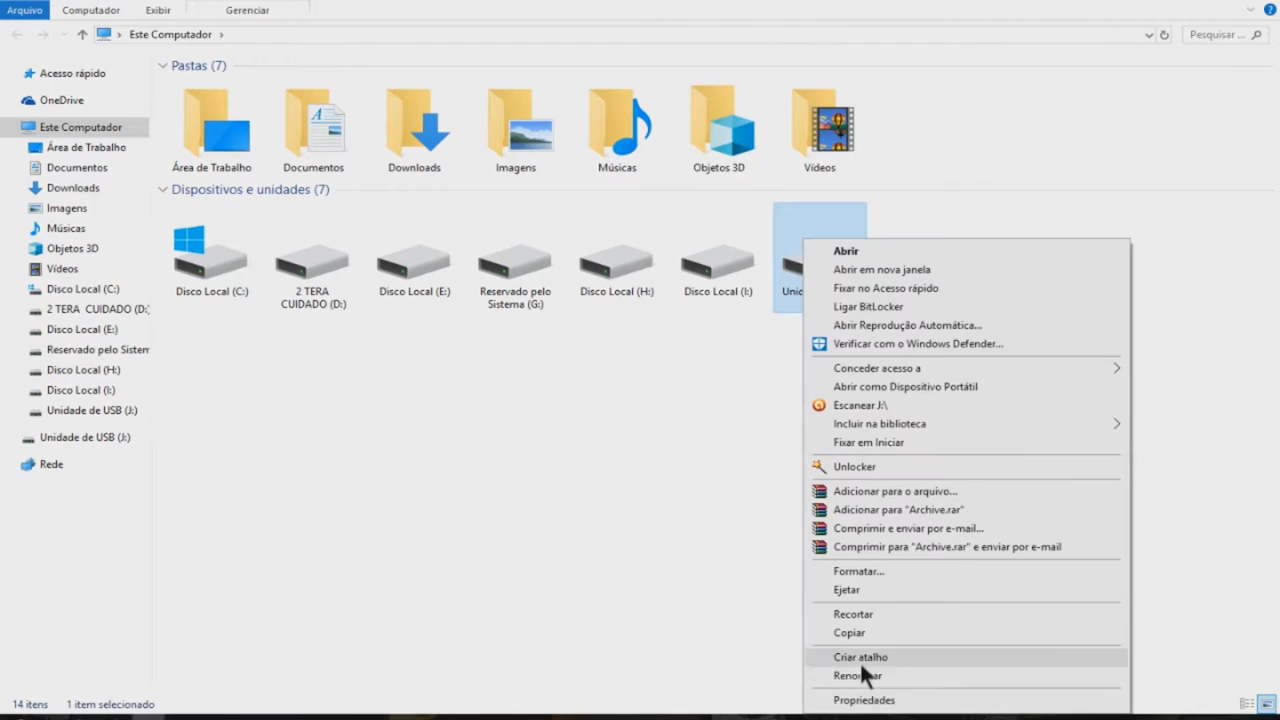 Arquivo
Computador
Exibir
Gerenciar
Este Computador
Pesquisar ...
Acesso rápido
OneDrive
Este Computador
Área de Trabalho
Documentos
Downloads
Imagens
Músicas
Objetos 3D
Vídeos
Disco Local (C:)
2 TERA CUIDADO (D:)
Disco Local (E:)
Reservado pelo Sistem
Disco Local (H:)
Disco Local (I:)
Unidade de USB (J:)
Unidade de USB (J:)
Rede
Pastas (7)
Área de Trabalho
Documentos
Downloads
Imagens
Músicas
Objetos 3D
Vídeos
Dispositivos e unidades (7)
Disco Local (C:)
2 TERA
CUIDADO (D:)
Disco Local (E:)
Reservado pelo
Sistema (G:)
Disco Local (H:)
Disco Local (I:)
Abrir
Abrir em nova janela
Fixar no Acesso rápido
Ligar BitLocker
Abrir Reprodução Automática...
Verificar com o Windows Defender...
Conceder acesso a
Abrir como Dispositivo Portátil
Escanear J:\
Incluir na biblioteca
Fixar em Iniciar
Unlocker
Adicionar para o arquivo...
Adicionar para "Archive.rar"
Comprimir e enviar por e-mail...
Comprimir para "Archive.rar" e enviar por e-mail
Formatar...
Ejetar
Recortar
Copiar
Criar atalho
Renomear
Propriedades
14 itens
1 item selecionado